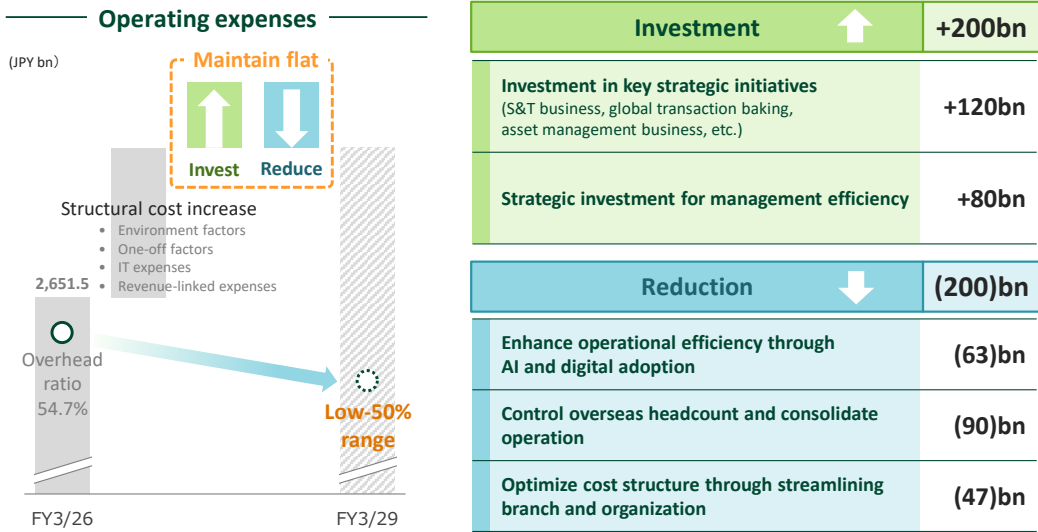 Operating expenses
(JPY bn)
Maintain flat
Invest
Reduce
Structural cost increase
• Environment factors
• One-off factors
• IT expenses
• Revenue-linked expenses
2,651.5
Overhead
ratio
54.7%
Low-50%
range
FY3/26
FY3/29
Investment
+200bn
Investment in key strategic initiatives
(S&T business, global transaction baking,
asset management business, etc.)
+120bn
Strategic investment for management efficiency
+80bn
Reduction
(200)bn
Enhance operational efficiency through
AI and digital adoption
(63)bn
Control overseas headcount and consolidate
operation
(90)bn
Optimize cost structure through streamlining
branch and organization
(47)bn